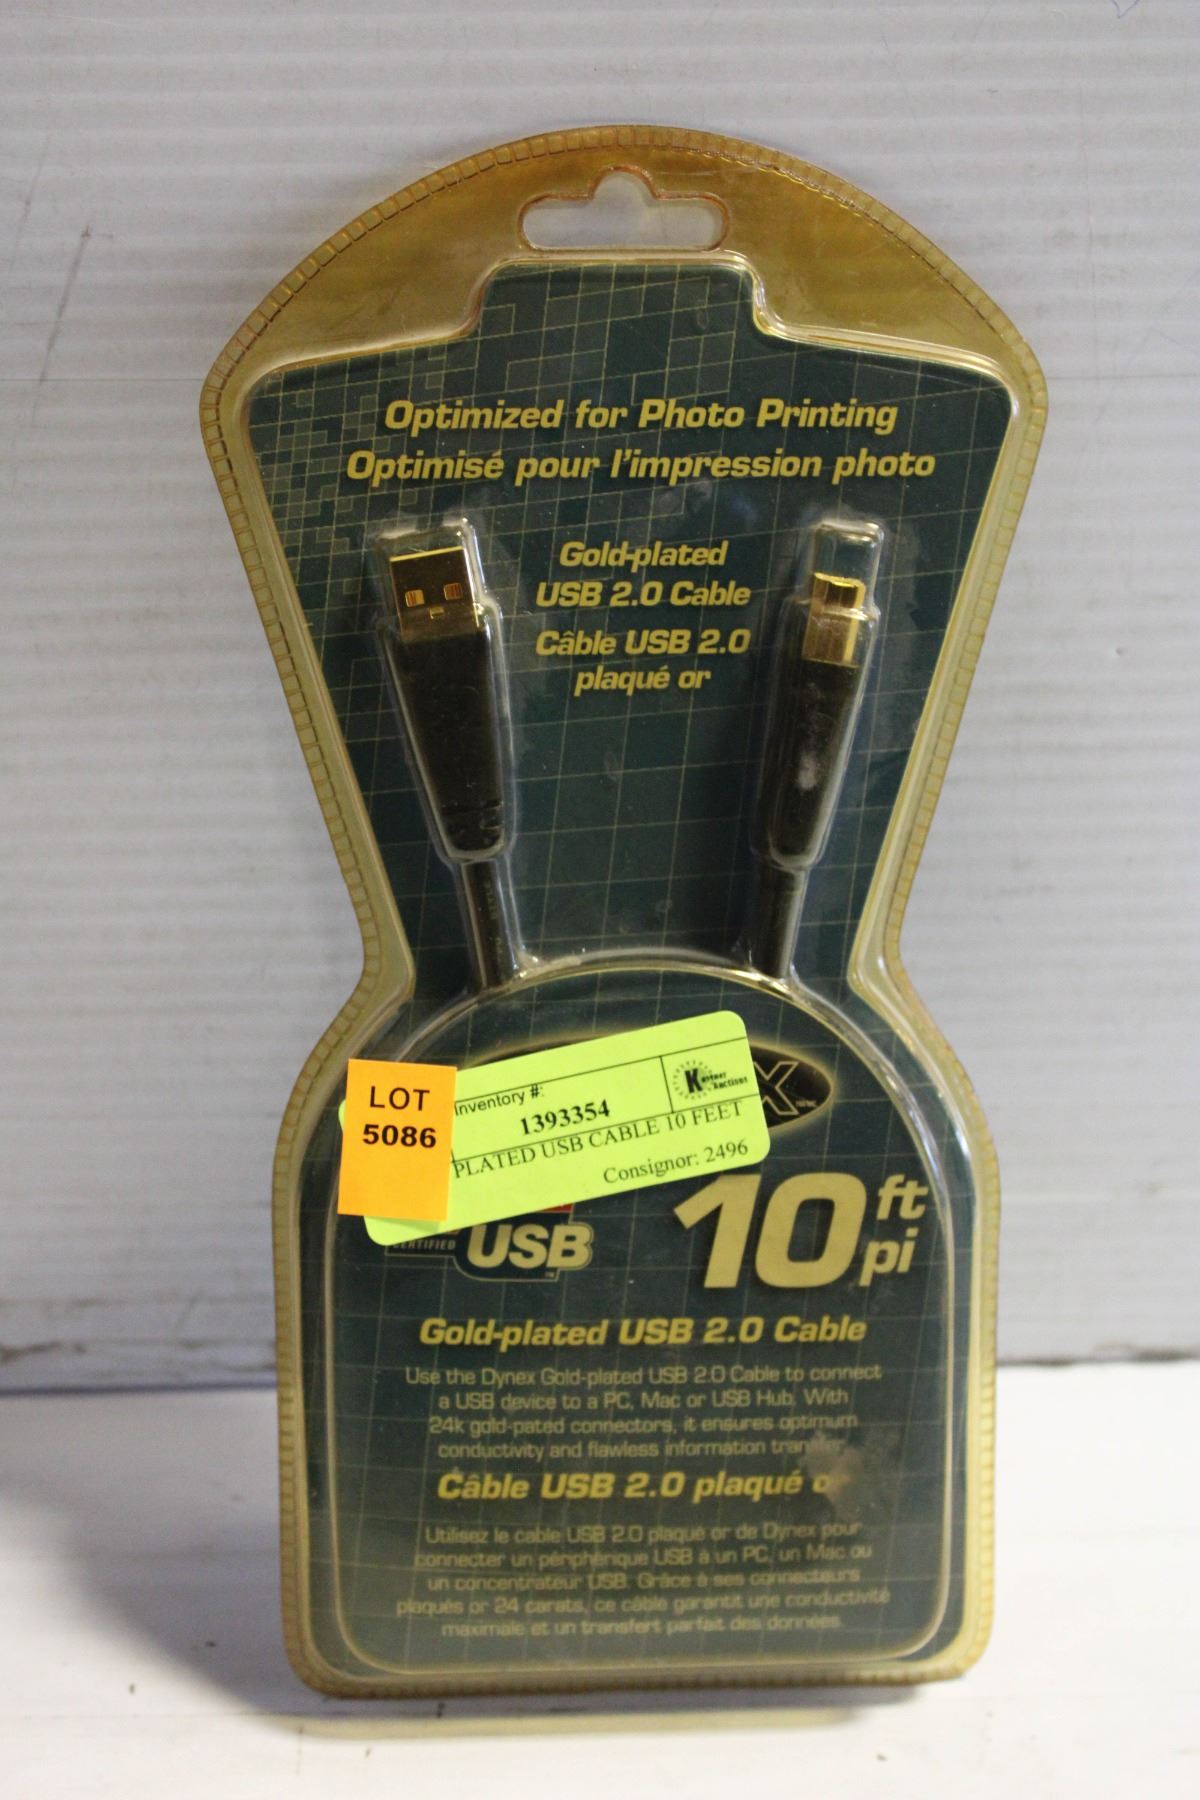 Optimized for Photo Printing
Optimisé pour l'impression photo
Gold-plated
USB 2.0 Cable
Câble USB 2.0
plaqué or
X
LOT
5086
Inventory #:
1393354
Kastner
Auctions
PLATED USB CABLE 10 FEET
Consignor: 2496
CERTIFIED
USB
10 ft
pi
Gold-plated USB 2.0 Cable
Use the Dynex Gold-plated USB 2.0 Cable to connect
a USB device to a PC, Mac or USB Hub. With
24k gold-pated connectors, it ensures optimum
conductivity and flawless information transfer.
Câble USB 2.0 plaqué or
Utilisez le cable USB 2.0 plaqué or de Dynex pour
connecter un périphérique USB à un PC, un Mac ou
un concentrateur USB. Grâce à ses connecteurs
plaqués or 24 carats, ce câble garantit une conductivité
maximale et un transfert parfait des données.